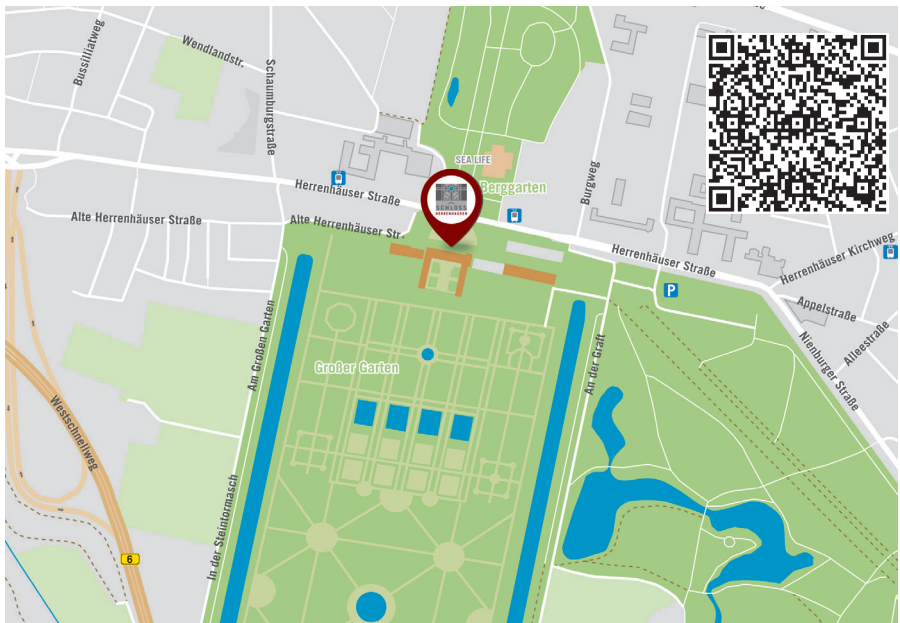 Wendlandstr.
Bussilliatweg
Schaumburgstraße
SEA LIFE
Berggarten
Burgweg
Herrenhäuser Straße
SCHLOSS
HERRENHAUSEN
Alte Herrenhäuser Straße
Alte Herrenhäuser Str.
Herrenhäuser Straße
Herrenhäuser Kirchweg
P
Appelstraße
Alleestraße
Nienburger Straße
Am Großen Garten
An der Graft
Großer Garten
Westschnellweg
In der Steintormasch
6